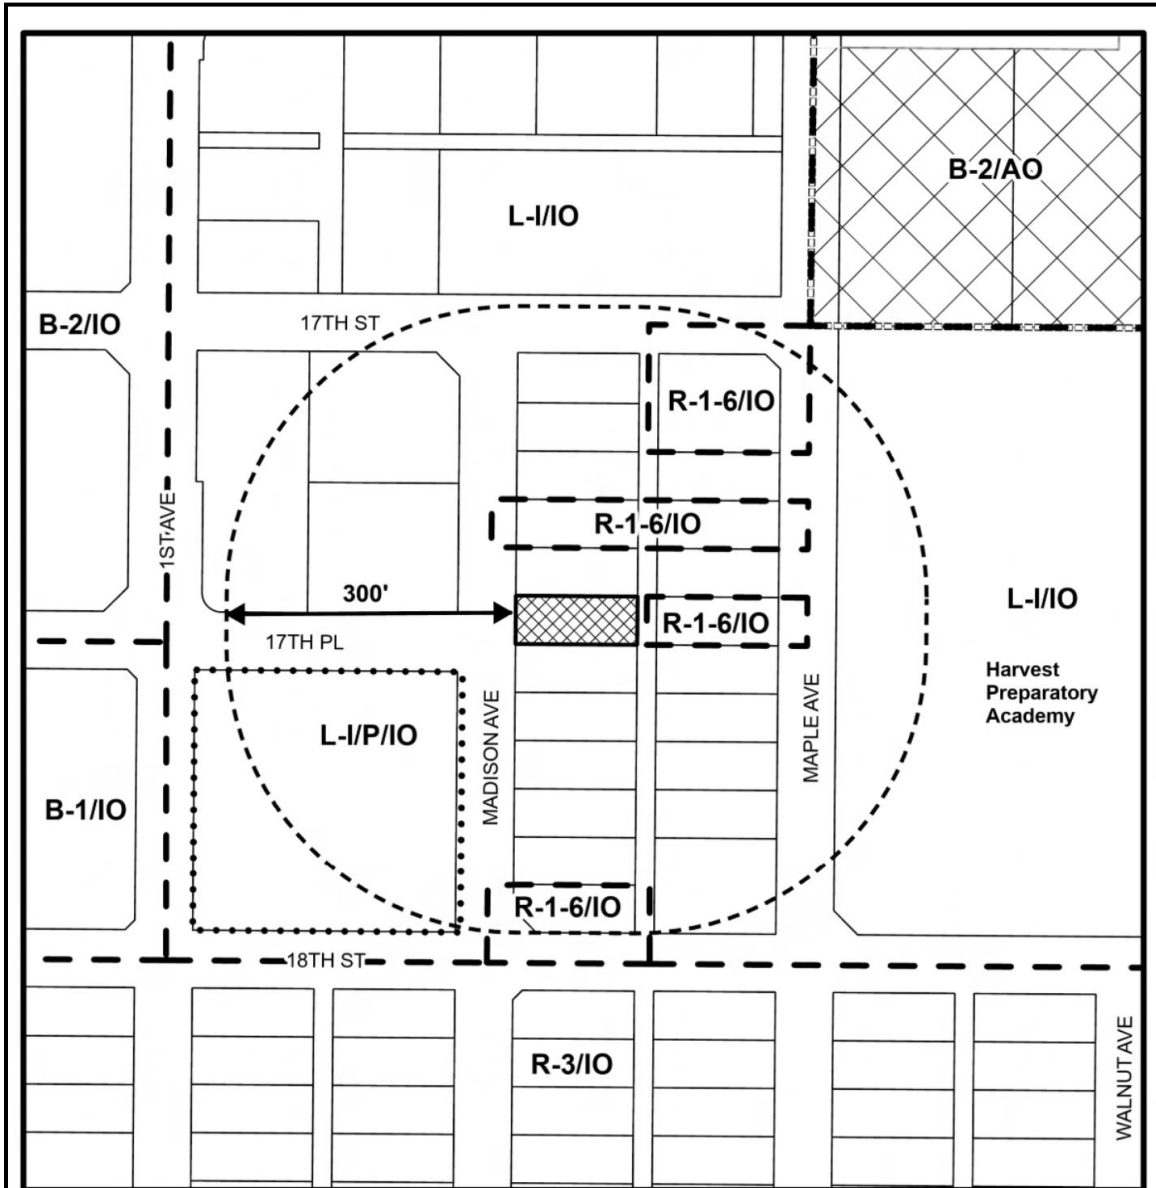 B-2/AO
L-I/IO
B-2/IO
17TH ST
R-1-6/IO
1ST AVE
R-1-6/IO
300'
L-I/IO
R-1-6/IO
17TH PL
Harvest
Preparatory
Academy
L-I/P/IO
MADISON AVE
MAPLE AVE
B-1/IO
R-1-6/IO
18TH ST
R-3/IO
WALNUT AVE